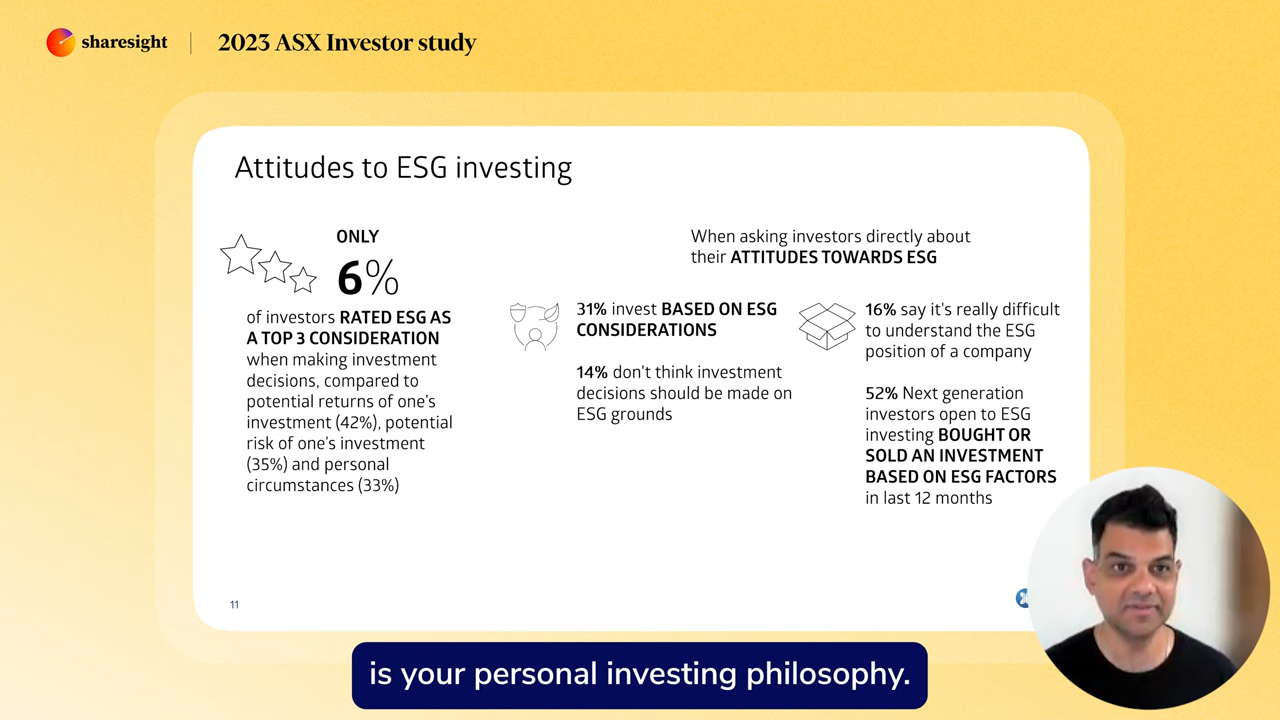 sharesight
2023 ASX Investor study
Attitudes to ESG investing
ONLY
6%
of investors RATED ESG AS
A TOP 3 CONSIDERATION
when making investment
decisions, compared to
potential returns of one's
investment (42%), potential
risk of one's investment
(35%) and personal
circumstances (33%)
When asking investors directly about
their ATTITUDES TOWARDS ESG
31% invest BASED ON ESG
CONSIDERATIONS
14% don't think investment
decisions should be made on
ESG grounds
16% say it's really difficult
to understand the ESG
position of a company
52% Next generation
investors open to ESG
investing BOUGHT OR
SOLD AN INVESTMENT
BASED ON ESG FACTORS
in last 12 months
11
is your personal investing philosophy.